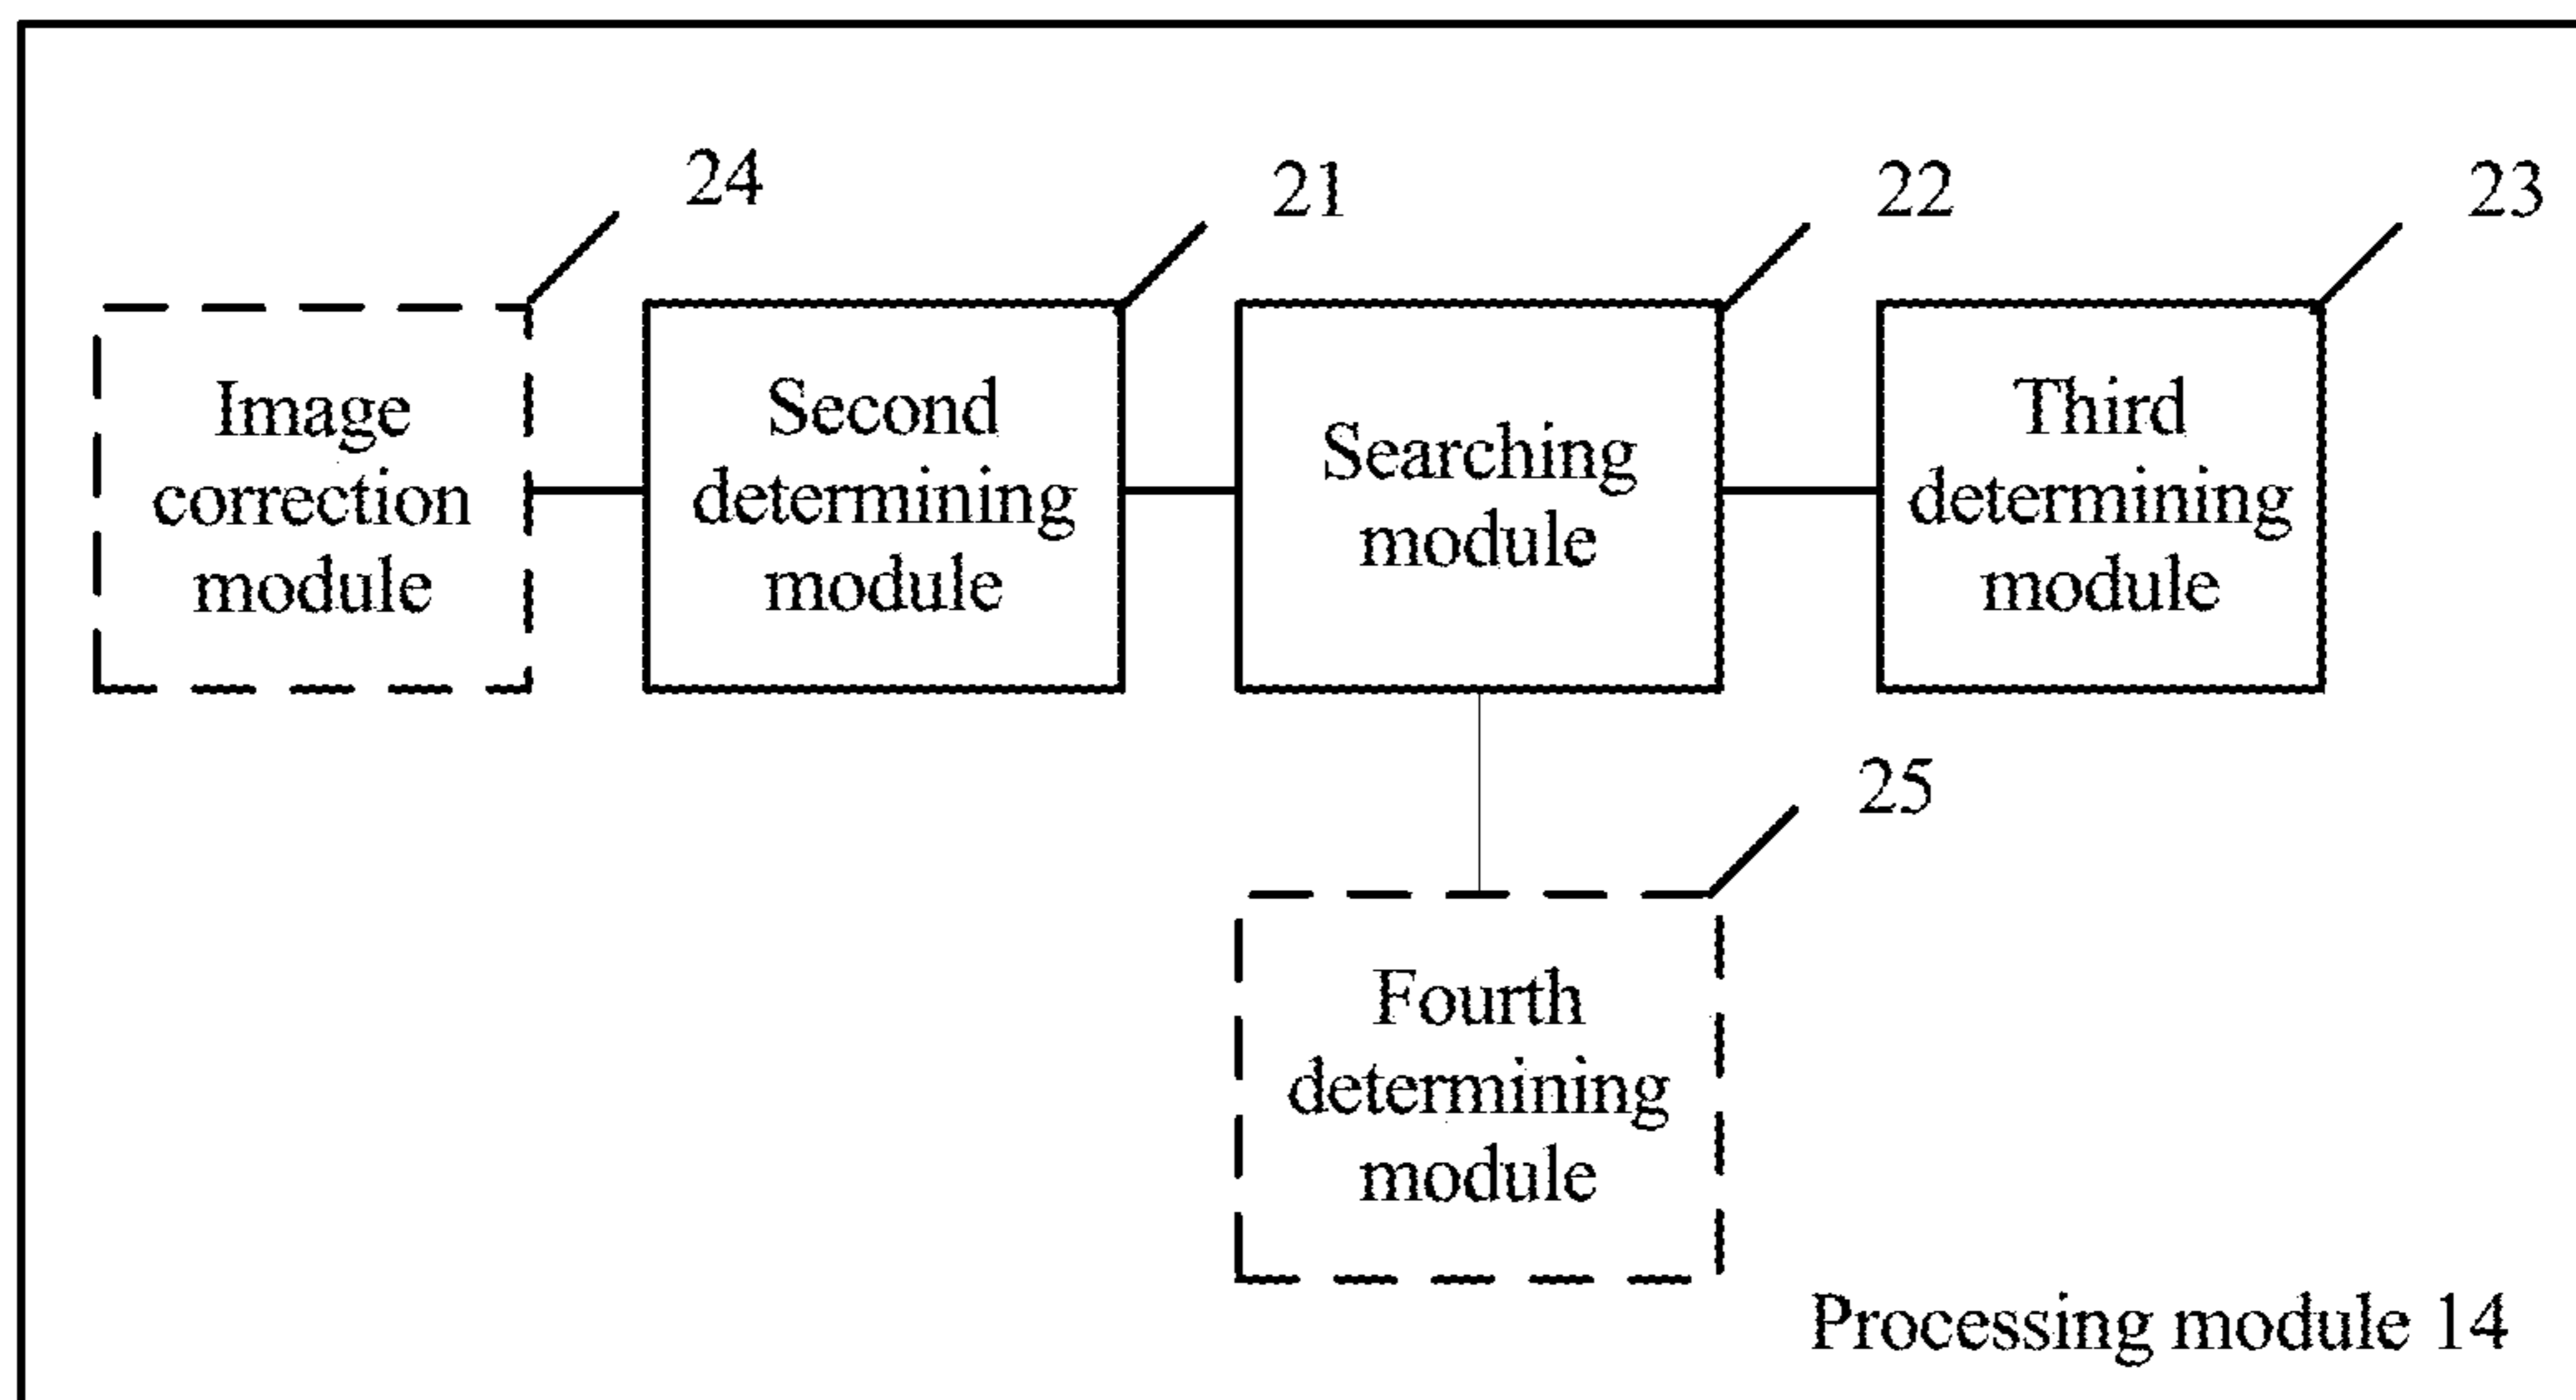 24
21
22
23
Image
correction
module
Second
determining
module
Searching
module
Third
determining
module
25
Fourth
determining
module
Processing module 14